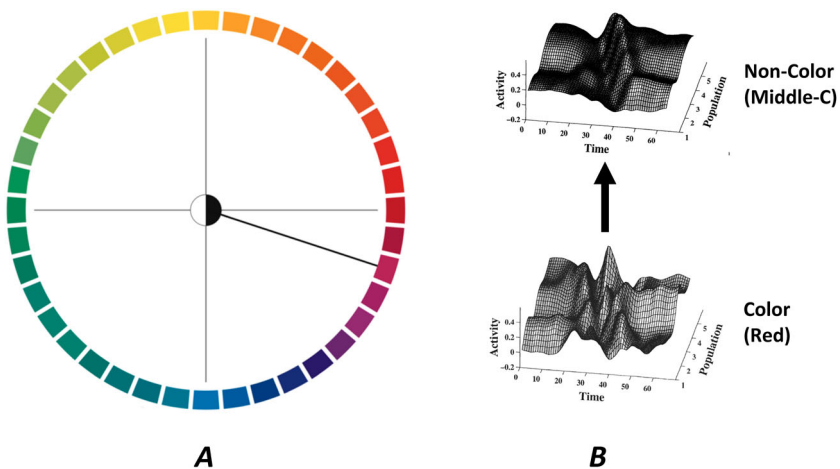 0.4
0.2
0
−0.2
Activity
0
10
20
30
40
50
60
Time
1
2
3
4
5
Population
Non-Color
(Middle-C)
0.4
0.2
0
−0.2
Activity
0
10
20
30
40
50
60
Time
1
2
3
4
5
Population
Color
(Red)
A
B